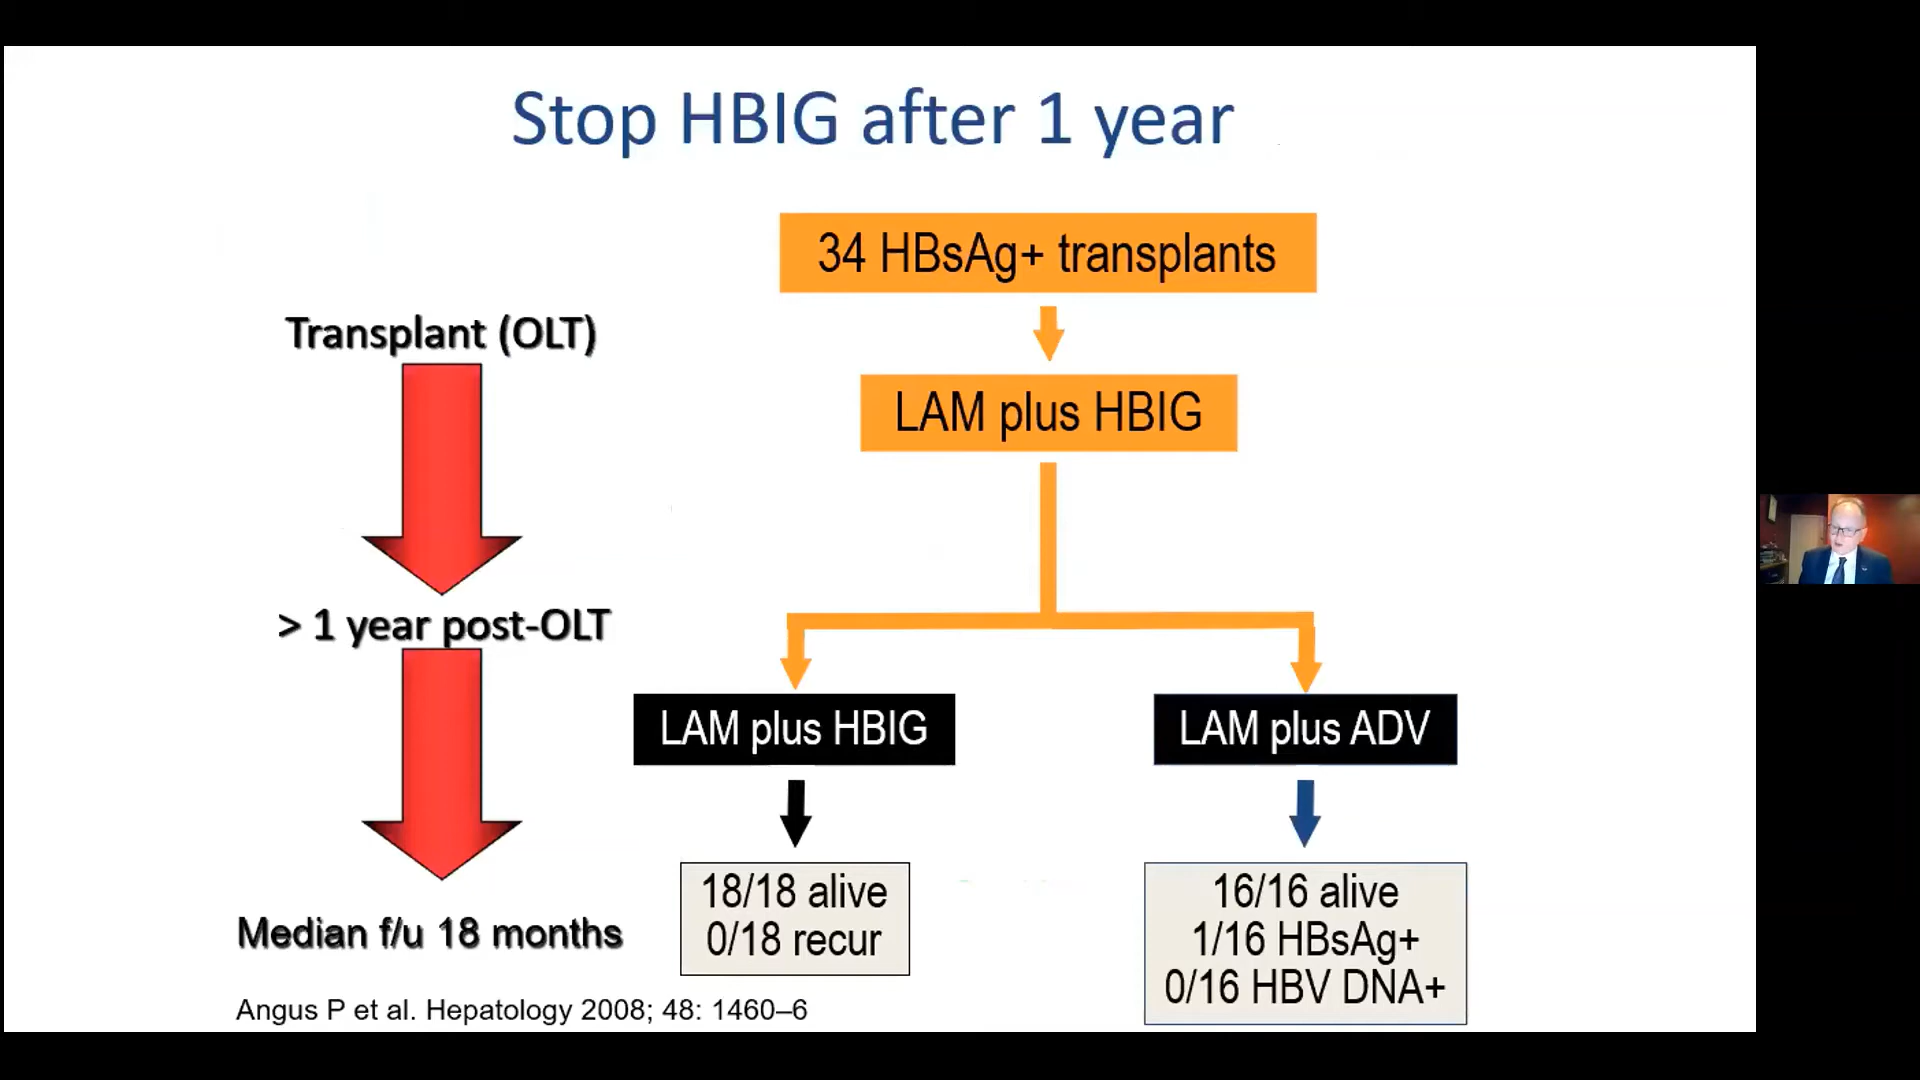 Stop HBIG after 1 year
34 HBsAg+ transplants
Transplant (OLT)
LAM plus HBIG
> 1 year post-OLT
LAM plus HBIG
LAM plus ADV
18/18 alive
0/18 recur
16/16 alive
1/16 HBsAg+
0/16 HBV DNA+
Median f/u 18 months
Angus P et al. Hepatology 2008; 48: 1460–6